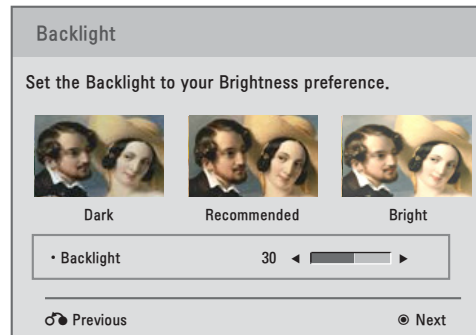 Backlight
Set the Backlight to your Brightness preference.
Dark Recommended Bright
• Backlight 30 ◄ ►
Previous ◉ Next